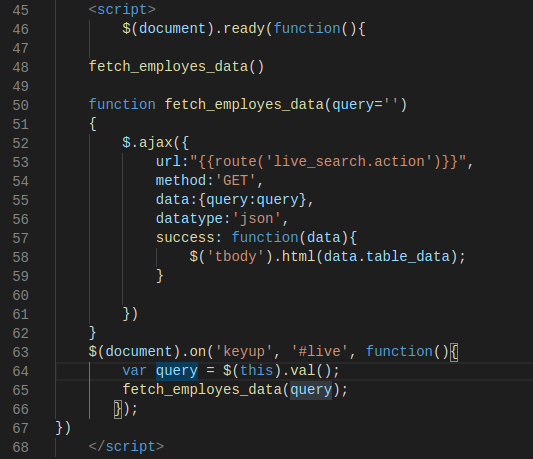 45 <script>
46 $(document).ready(function(){
47
48 fetch_employes_data()
49
50 function fetch_employes_data(query='')
51 {
52 $.ajax({
53 url:"{{route('live_search.action')}}",
54 method:'GET',
55 data:{query:query},
56 datatype:'json',
57 success: function(data){
58 $('tbody').html(data.table_data);
59 }
60
61 })
62 }
63 $(document).on('keyup', '#live', function(){
64 var query = $(this).val();
65 fetch_employes_data(query);
66 });
67 })
68 </script>